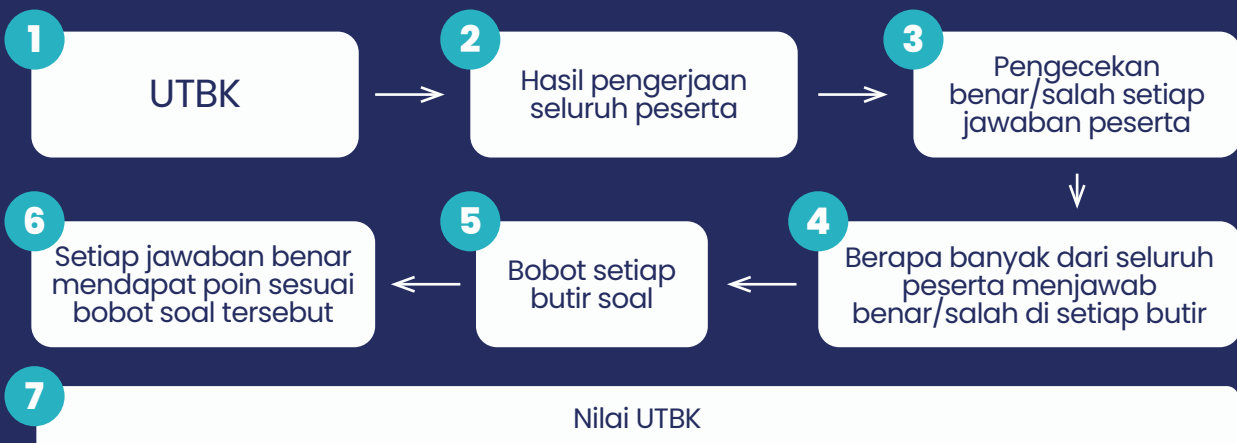 1
UTBK
2
Hasil pengerjaan
seluruh peserta
3
Pengecekan
benar/salah setiap
jawaban peserta
4
Berapa banyak dari seluruh
peserta menjawab
benar/salah di setiap butir
5
Bobot setiap
butir soal
6
Setiap jawaban benar
mendapat poin sesuai
bobot soal tersebut
7
Nilai UTBK